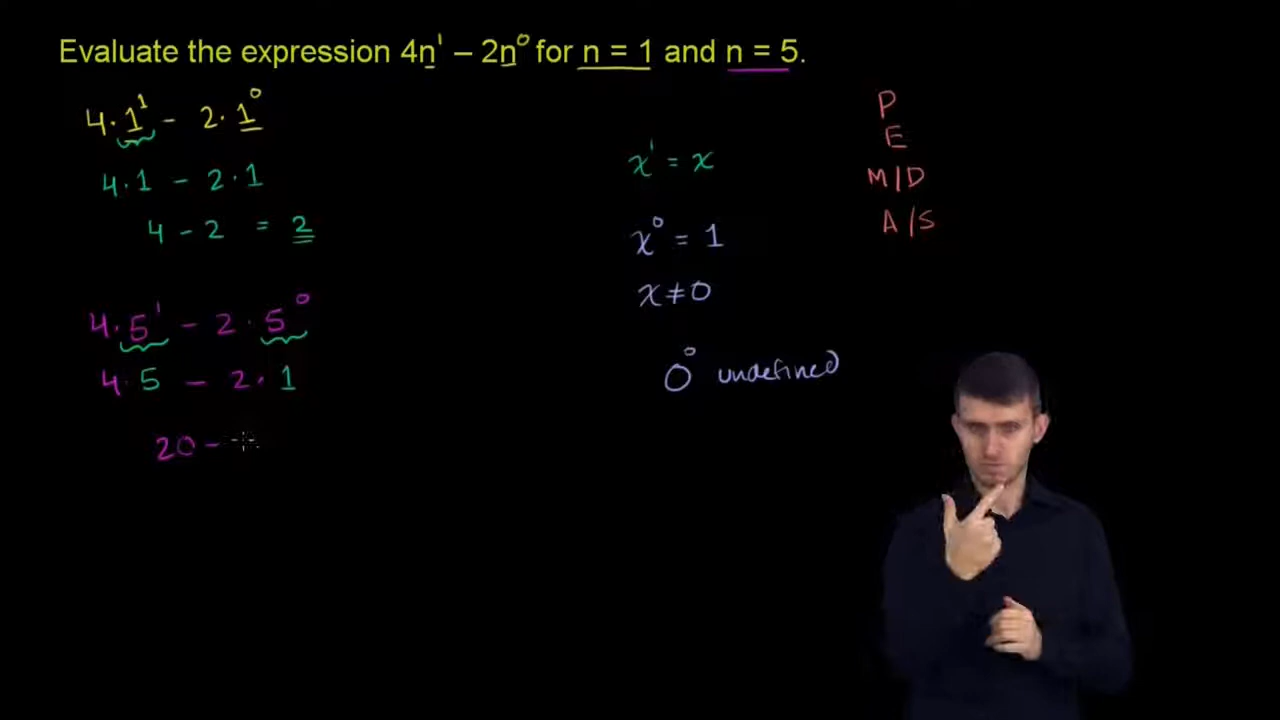 Evaluate the expression 4n¹ – 2n⁰ for n = 1 and n = 5.
4·1¹ - 2·1⁰
4·1 - 2·1
4 - 2 = 2
4·5¹ - 2·5⁰
4·5 - 2·1
20 -
x¹ = x
x⁰ = 1
x≠0
0⁰ undefined
P
E
M/D
A/S